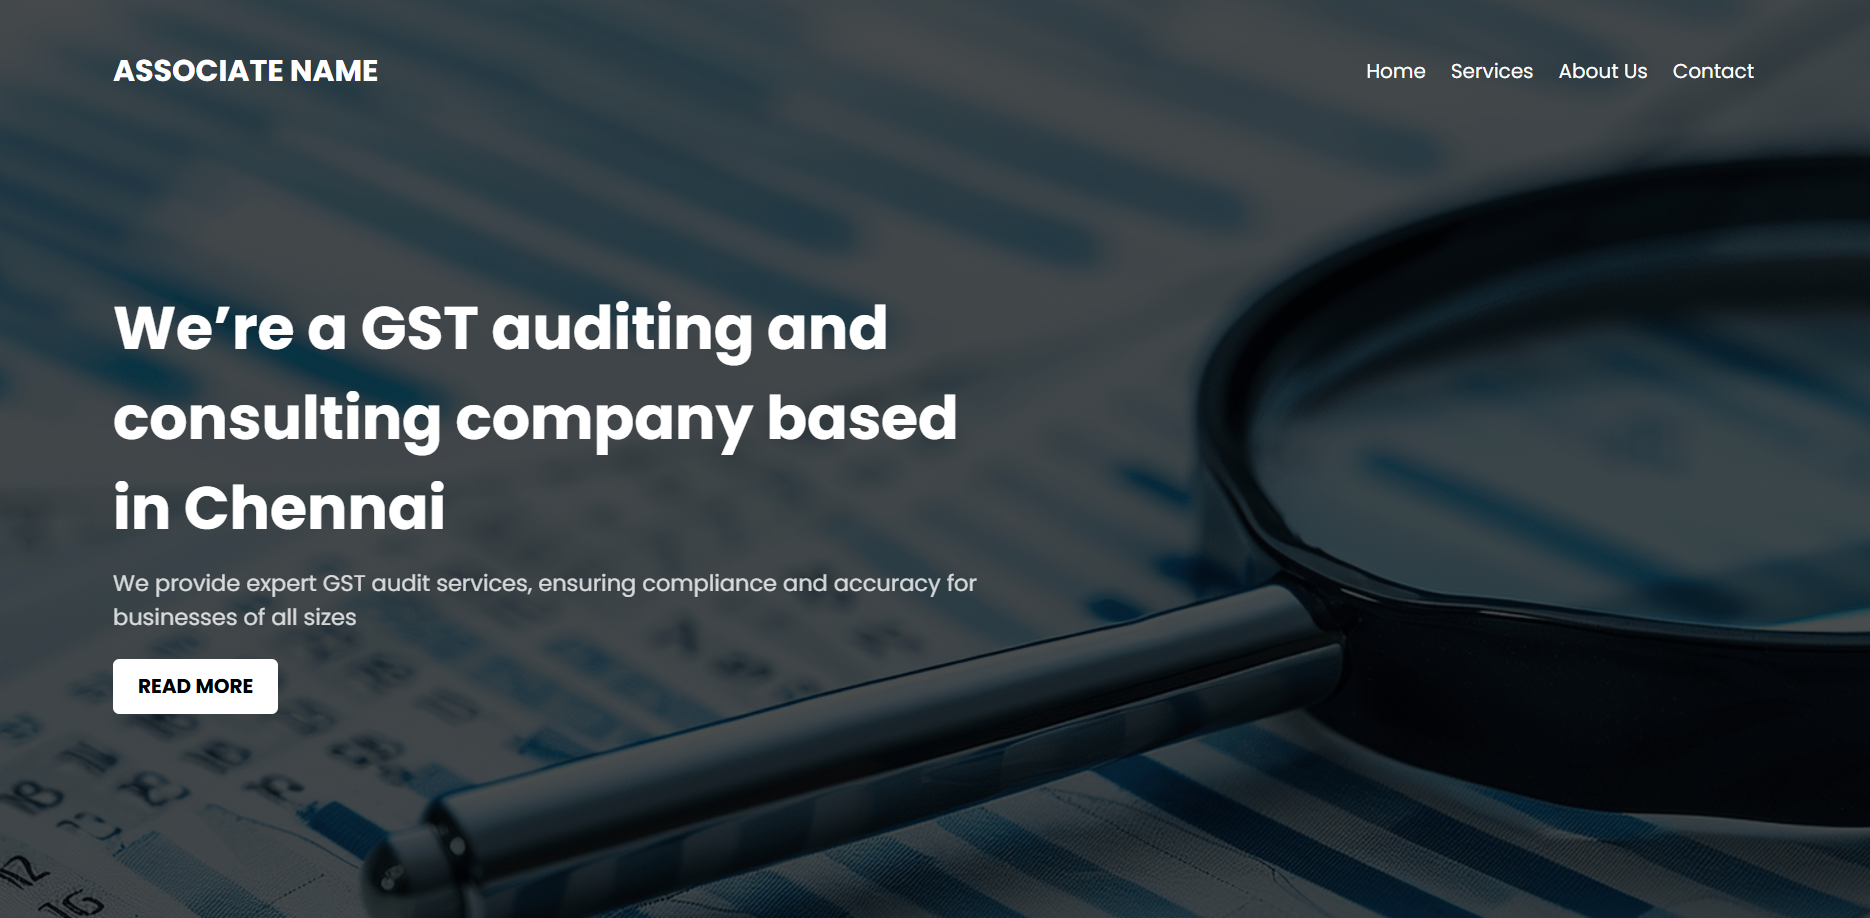 ASSOCIATE NAME
Home Services About Us Contact
We’re a GST auditing and
consulting company based
in Chennai
We provide expert GST audit services, ensuring compliance and accuracy for
businesses of all sizes
READ MORE